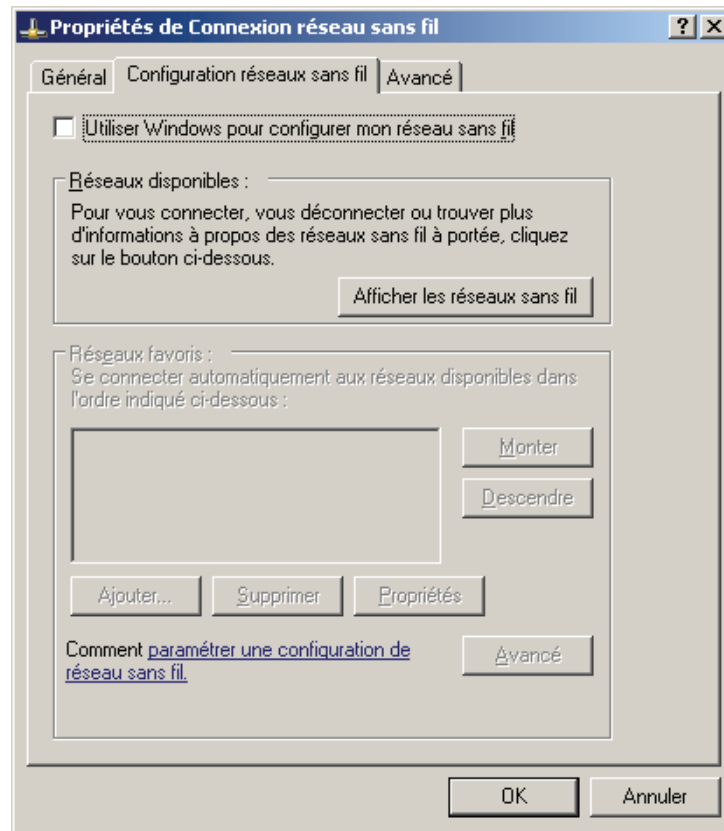 Propriétés de Connexion réseau sans fil
Général Configuration réseaux sans fil Avancé
Utiliser Windows pour configurer mon réseau sans fil
Réseaux disponibles :
Pour vous connecter, vous déconnecter ou trouver plus
d'informations à propos des réseaux sans fil à portée, cliquez
sur le bouton ci-dessous.
Afficher les réseaux sans fil
Réseaux favoris :
Se connecter automatiquement aux réseaux disponibles dans
l'ordre indiqué ci-dessous :
Monter
Descendre
Ajouter... Supprimer Propriétés
Comment paramétrer une configuration de
réseau sans fil.
Avancé
OK Annuler